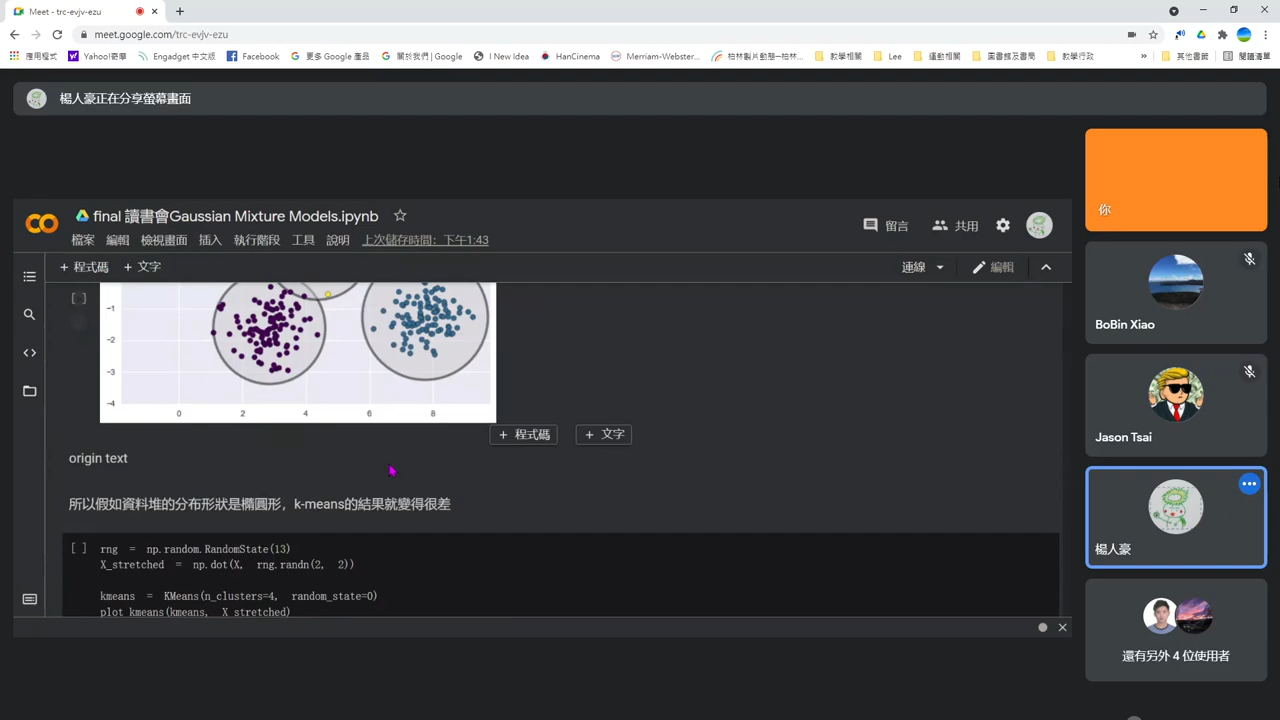 Meet - trc-evjv-ezu
meet.google.com/trc-evjv-ezu
應用程式 Yahoo!奇摩 Engadget 中文版 Facebook 更多 Google 產品 關於我們 | Google I New Idea HanCinema Merriam-Webster... 柏林製片動態—柏林... 教學相關 Lee 運動相關 圖書館及書局 教學行政 » 其他書籤 閱讀清單
楊人豪正在分享螢幕畫面
final 讀書會Gaussian Mixture Models.ipynb
檔案 編輯 檢視畫面 插入 執行階段 工具 說明 上次儲存時間：下午1:43
留言 共用
+ 程式碼 + 文字
連線 編輯
[ ]
-1
-2
-3
-4
0 2 4 6 8
+ 程式碼 + 文字
origin text
所以假如資料堆的分布形狀是橢圓形，k-means的結果就變得很差
[ ] rng = np.random.RandomState(13)
X_stretched = np.dot(X, rng.randn(2, 2))
kmeans = KMeans(n_clusters=4, random_state=0)
plot_kmeans(kmeans, X_stretched)
你
BoBin Xiao
Jason Tsai
楊人豪
還有另外 4 位使用者